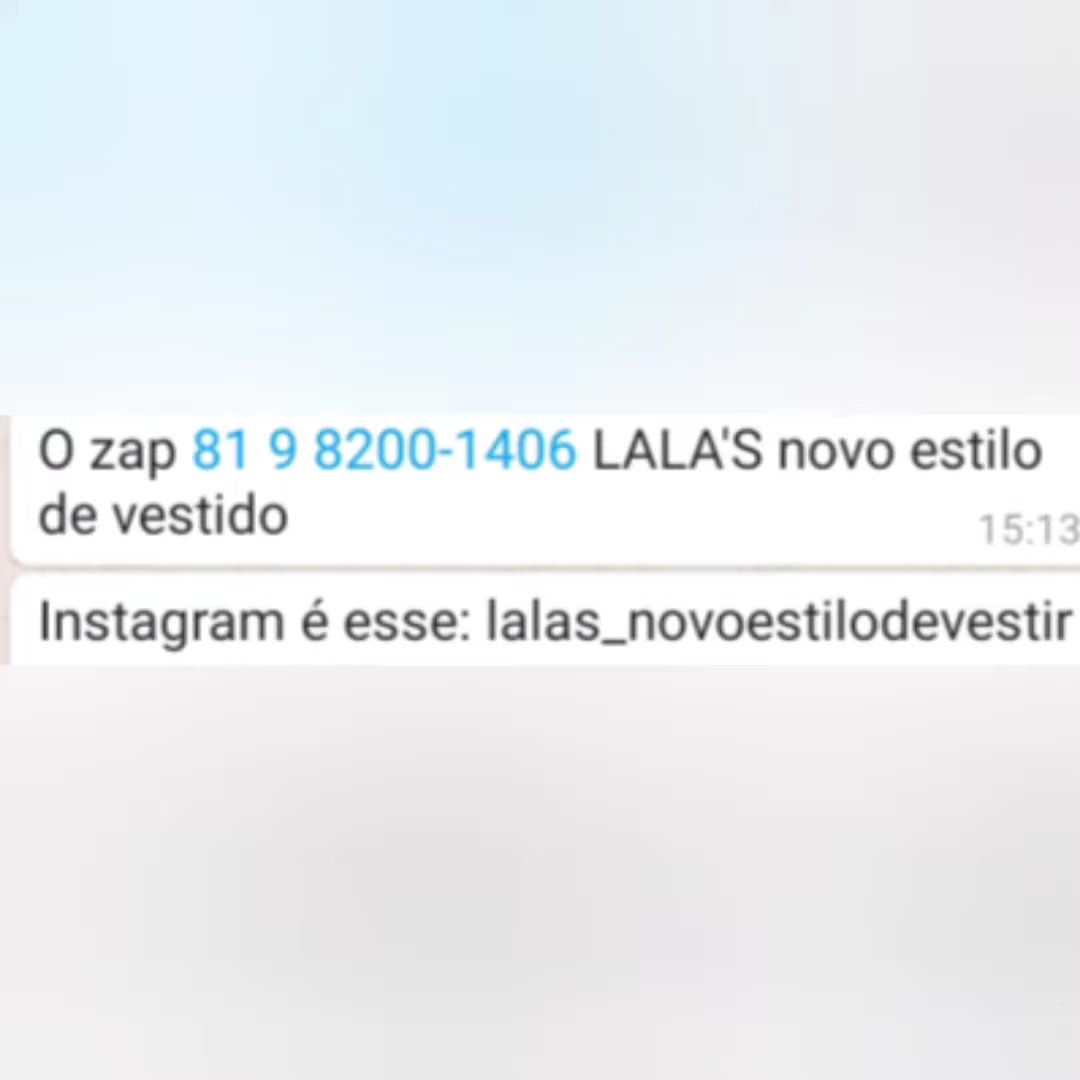 O zap 81 9 8200-1406 LALA'S novo estilo
de vestido
15:13
Instagram é esse: lalas_novoestilodevestir